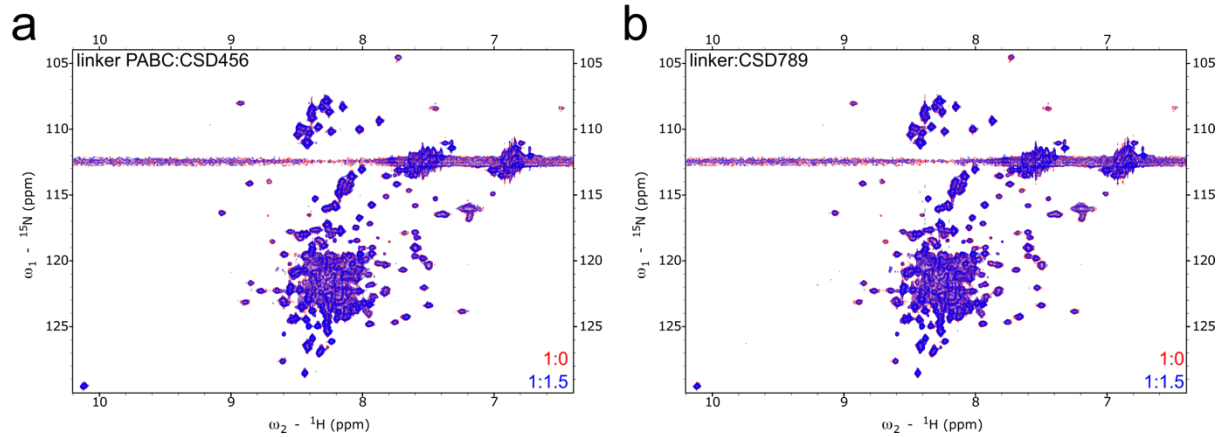 a
10 9 8 7
linker PABC:CSD456
105 105
110 110
115 115
120 120
125 125
ω1 - 15N (ppm)
1:0
1:1.5
10 9 8 7
ω2 - 1H (ppm)
b
10 9 8 7
linker:CSD789
105 105
110 110
115 115
120 120
125 125
ω1 - 15N (ppm)
1:0
1:1.5
10 9 8 7
ω2 - 1H (ppm)